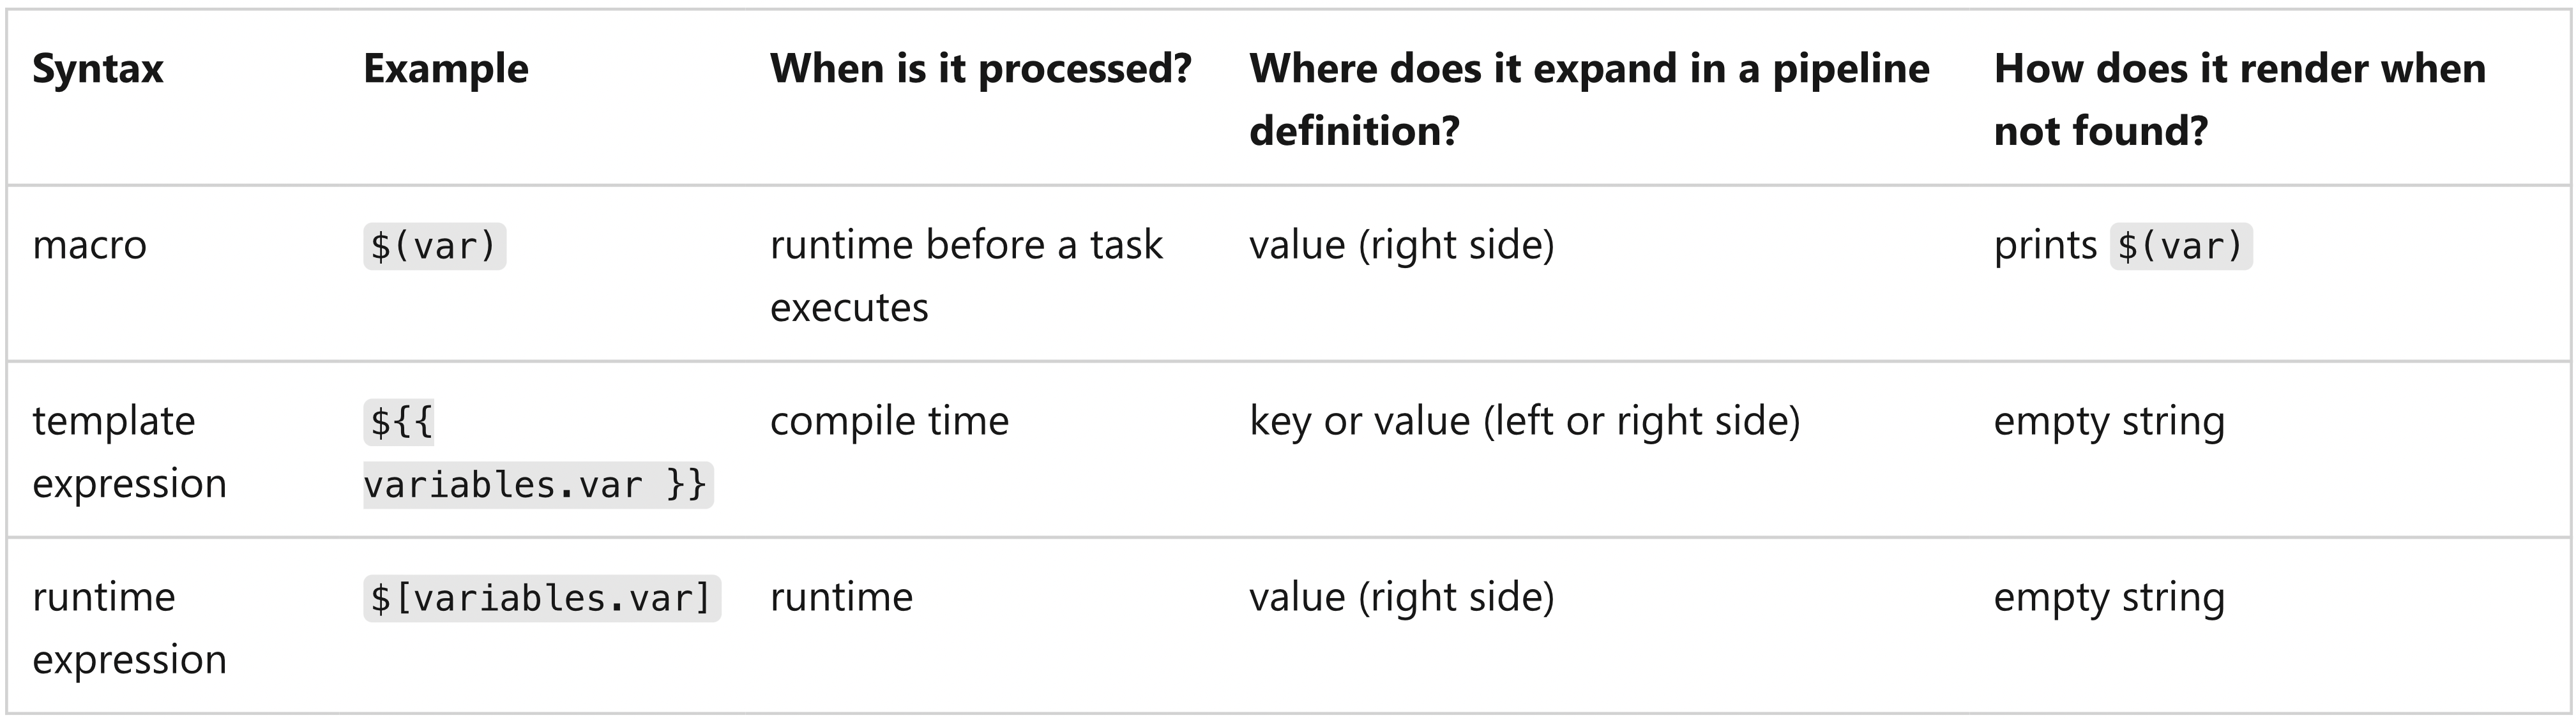 Syntax Example When is it processed? Where does it expand in a pipeline definition? How does it render when not found?
macro $(var) runtime before a task executes value (right side) prints $(var)
template expression ${{ variables.var }} compile time key or value (left or right side) empty string
runtime expression $[variables.var] runtime value (right side) empty string